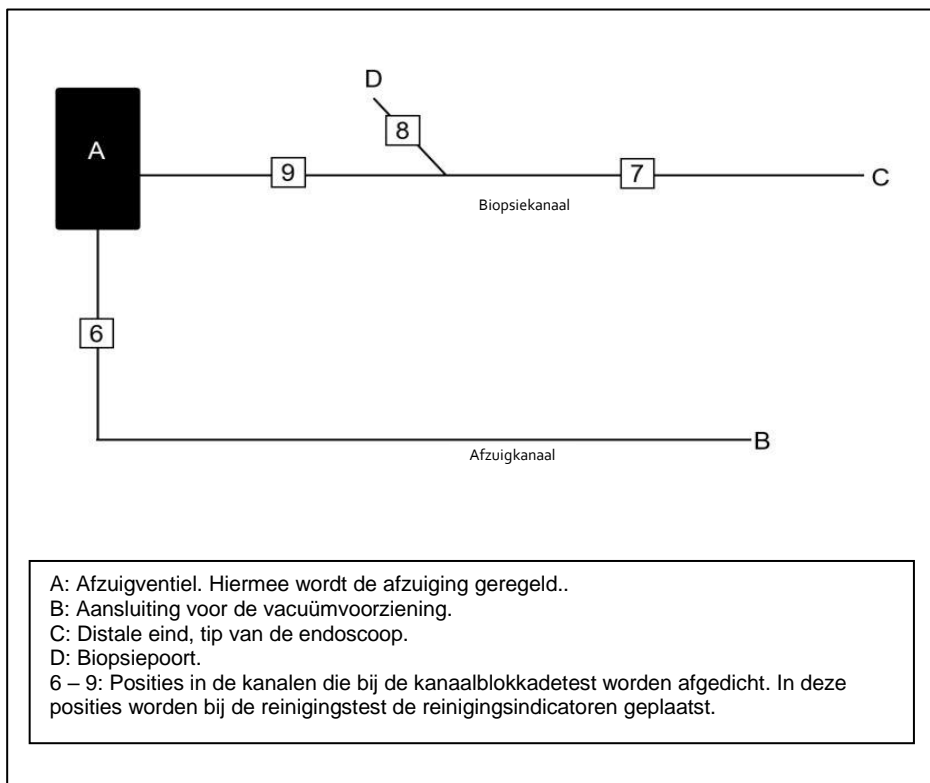 D
8
A
9
7
C
Biopsiekanaal
6
B
Afzuigkanaal
A: Afzuigventiel. Hiermee wordt de afzuiging geregeld..
B: Aansluiting voor de vacuümvoorziening.
C: Distale eind, tip van de endoscoop.
D: Biopsiepoort.
6 – 9: Posities in de kanalen die bij de kanaalblokkadetest worden afgedicht. In deze
posities worden bij de reinigingstest de reinigingsindicatoren geplaatst.